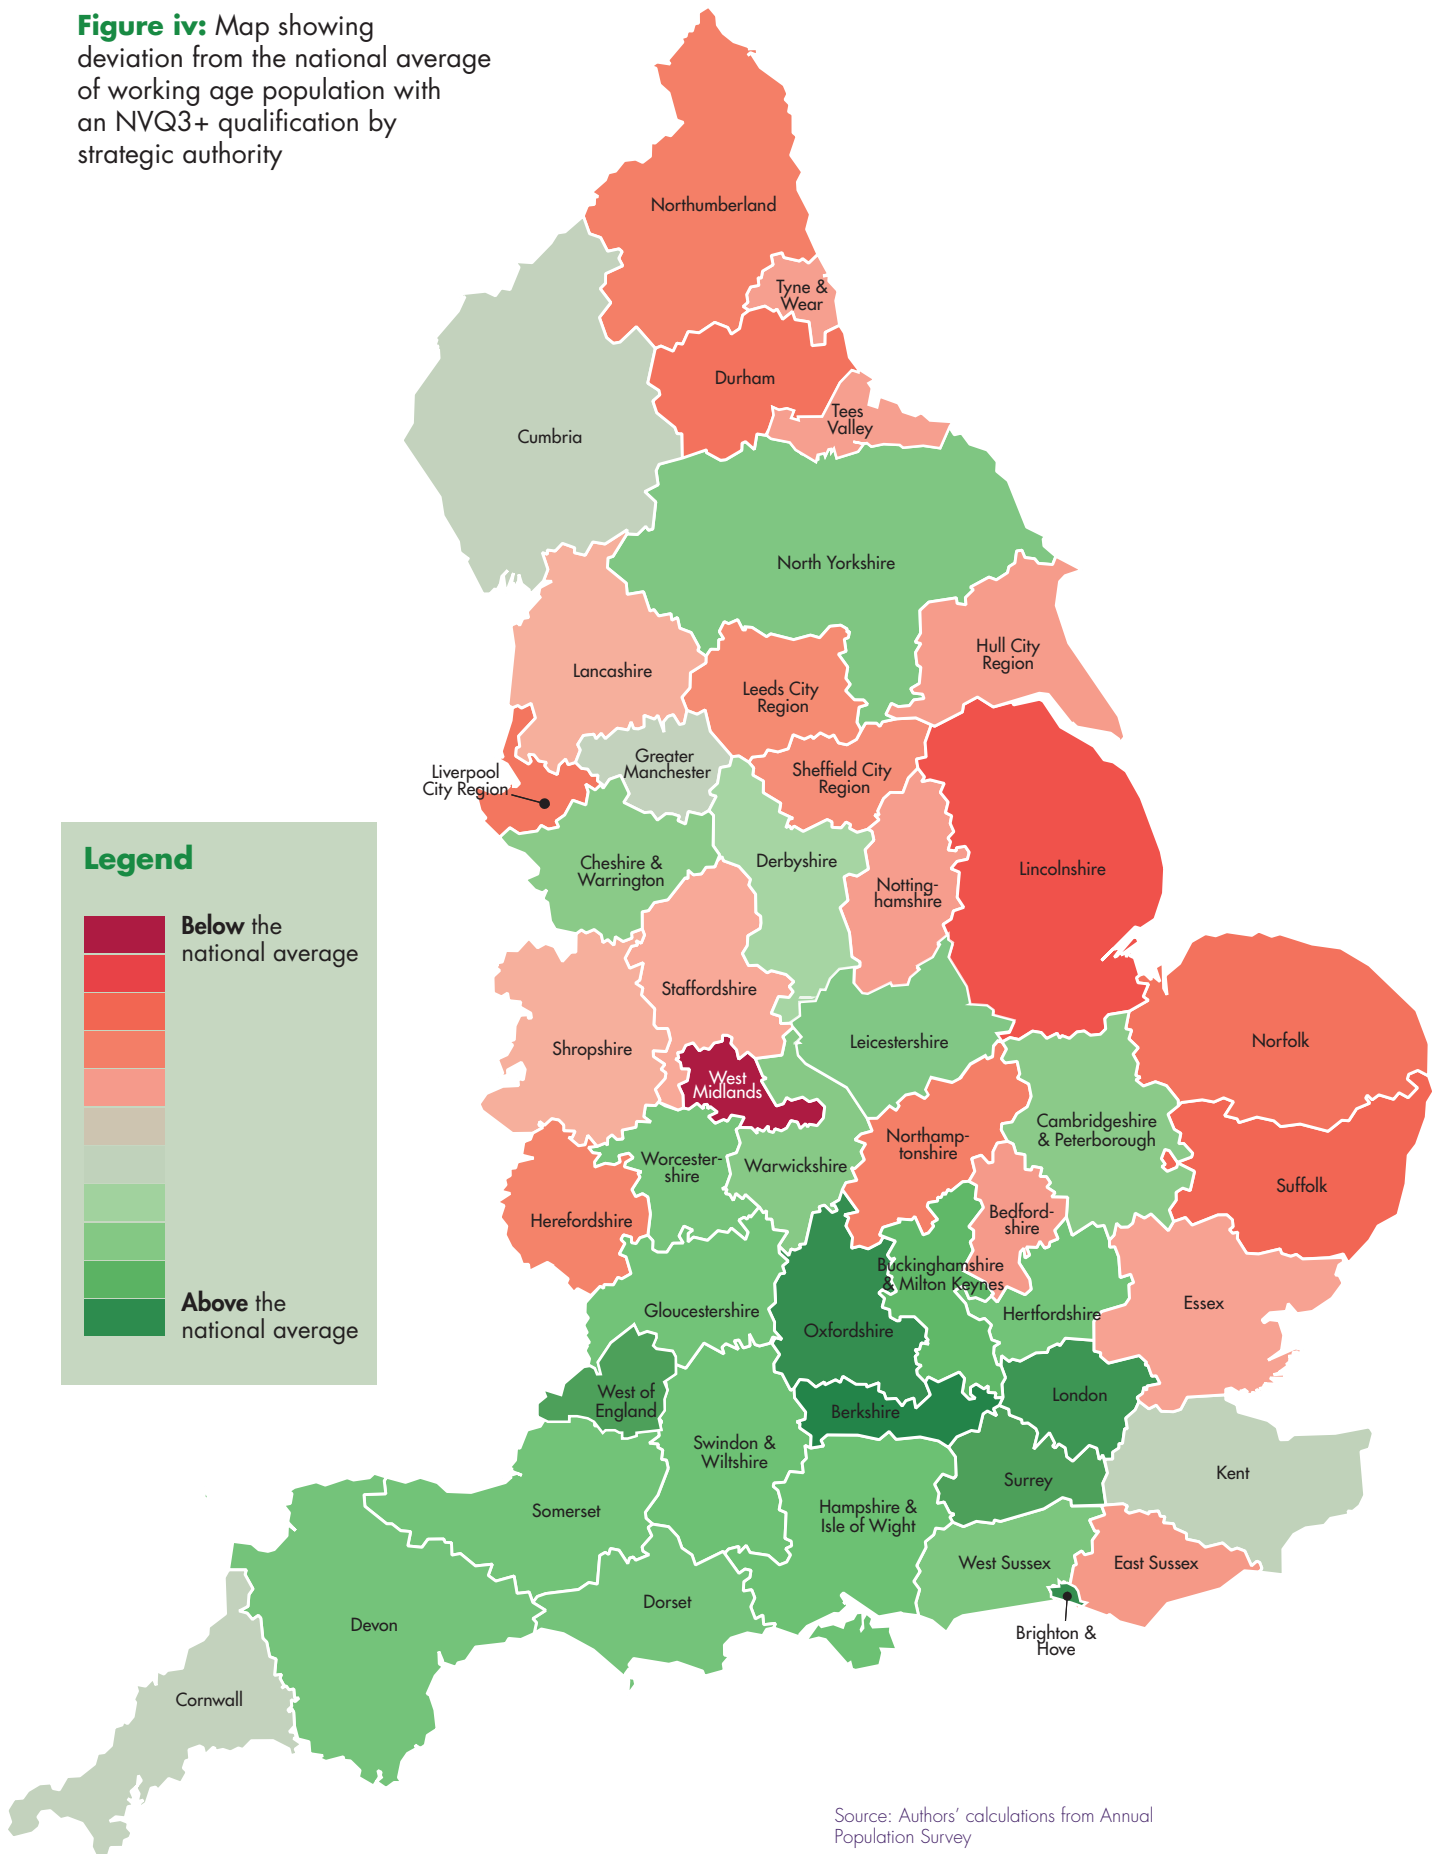 Figure iv: Map showing
deviation from the national average
of working age population with
an NVQ3+ qualification by
strategic authority
Northumberland
Tyne &
Wear
Durham
Tees
Valley
Cumbria
North Yorkshire
Hull City
Region
Lancashire
Leeds City
Region
Greater
Manchester
Liverpool
City Region
Sheffield City
Region
Cheshire &
Warrington
Derbyshire
Notting-
hamshire
Lincolnshire
Legend
Below the
national average
Above the
national average
Staffordshire
Shropshire
Leicestershire
Norfolk
West
Midlands
Cambridgeshire
& Peterborough
Northamp-
tonshire
Worcester-
shire
Warwickshire
Suffolk
Herefordshire
Bedford-
shire
Buckinghamshire
& Milton Keynes
Gloucestershire
Hertfordshire
Essex
Oxfordshire
West of
England
London
Berkshire
Swindon &
Wiltshire
Surrey
Kent
Somerset
Hampshire &
Isle of Wight
West Sussex
East Sussex
Dorset
Devon
Brighton &
Hove
Cornwall
Source: Authors’ calculations from Annual
Population Survey